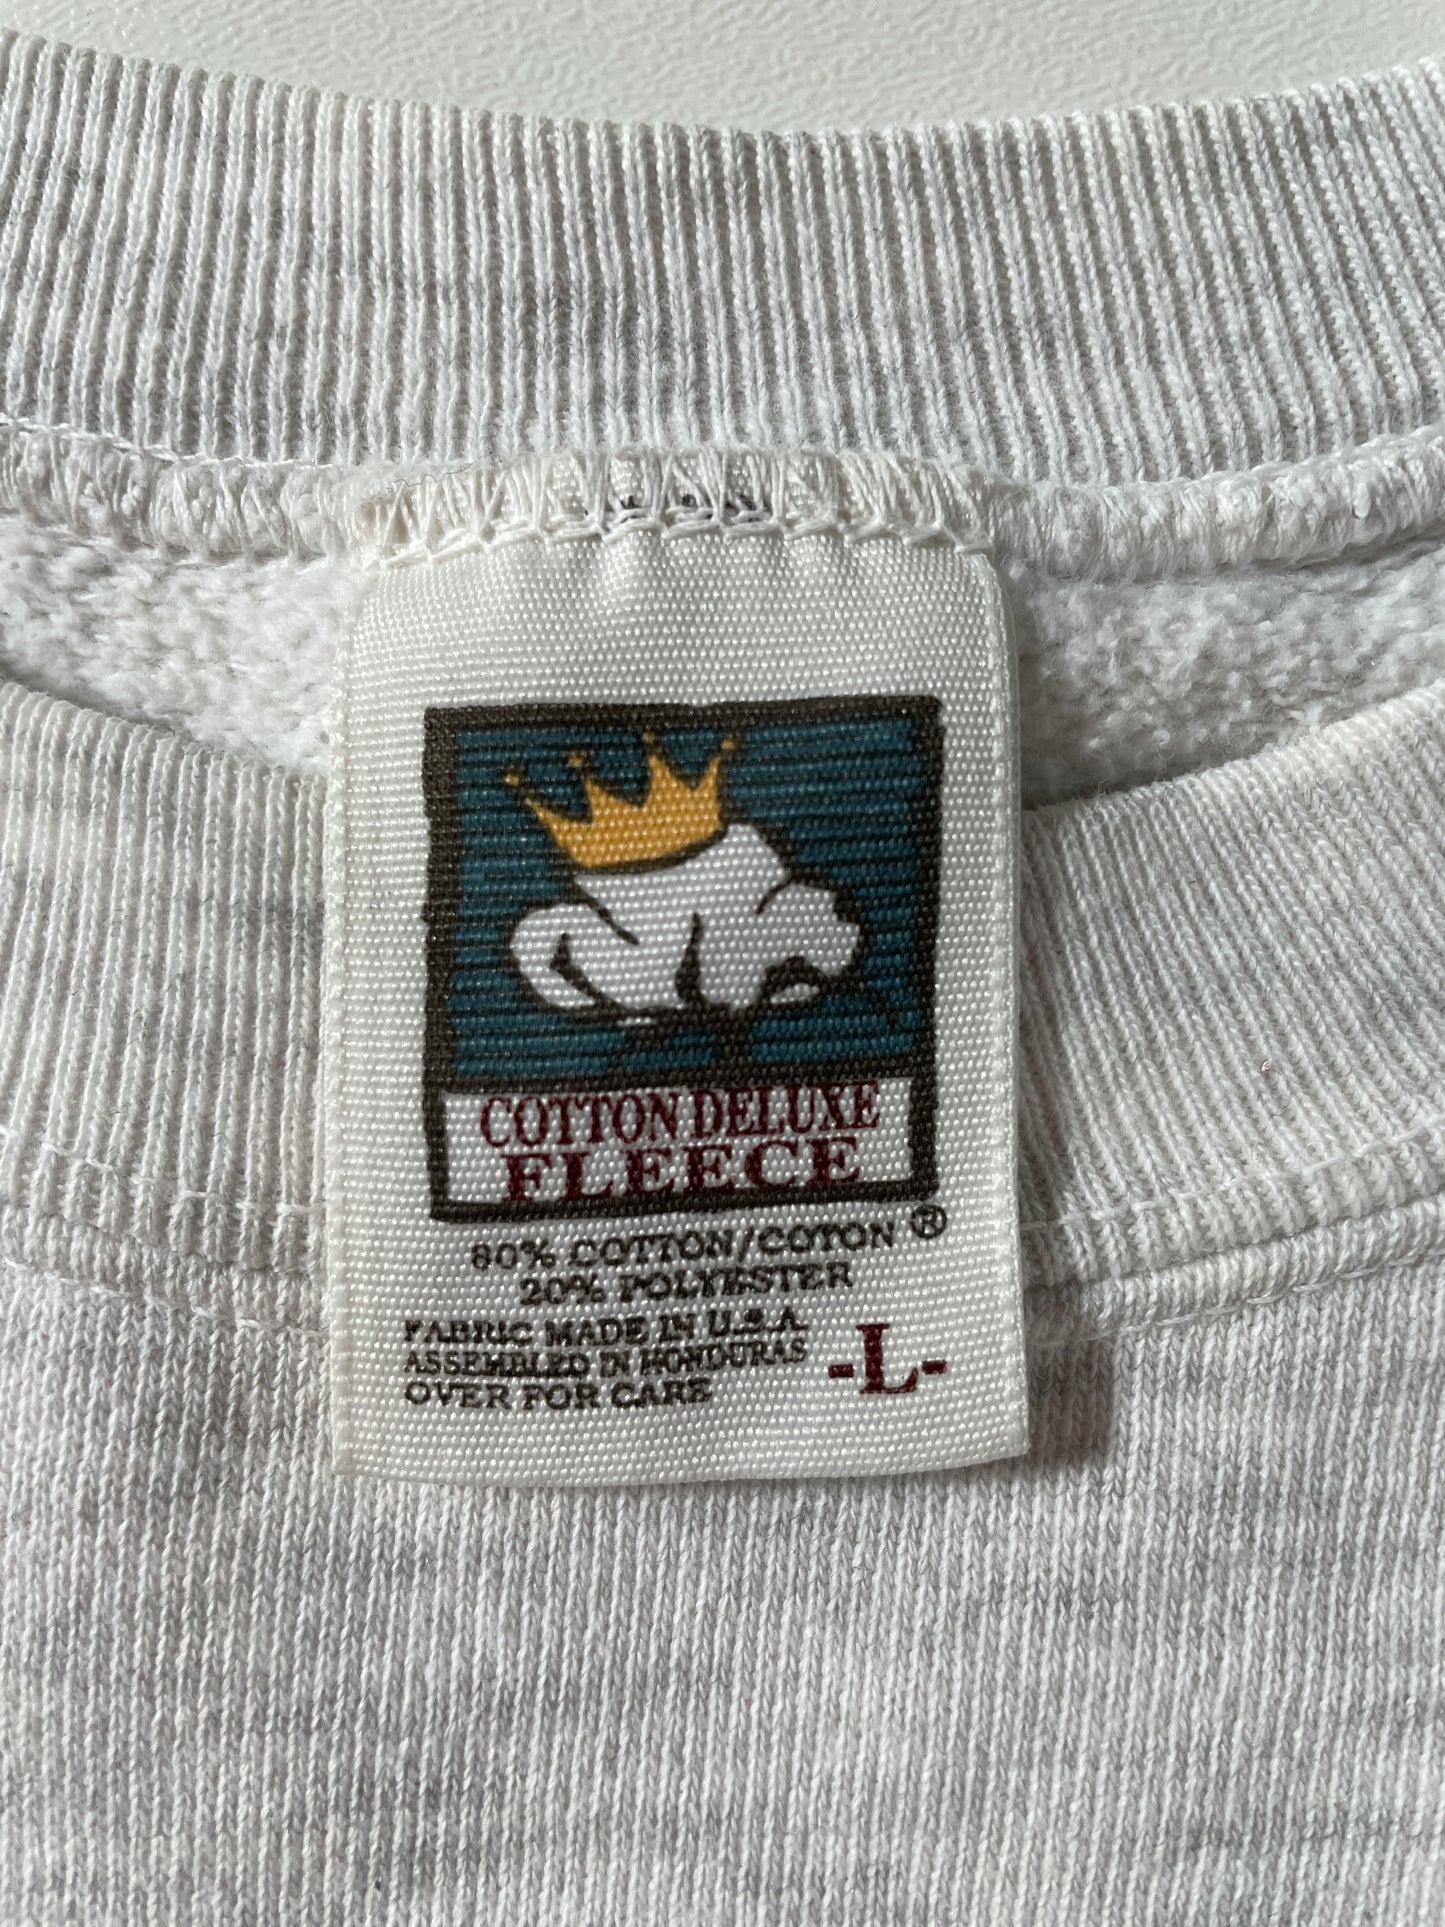 COTTON DELUXE
FLEECE
®
80% COTTON/COTON
20% POLYESTER
FABRIC MADE IN U.S.A.
ASSEMBLED IN HONDURAS
OVER FOR CARE
-L-